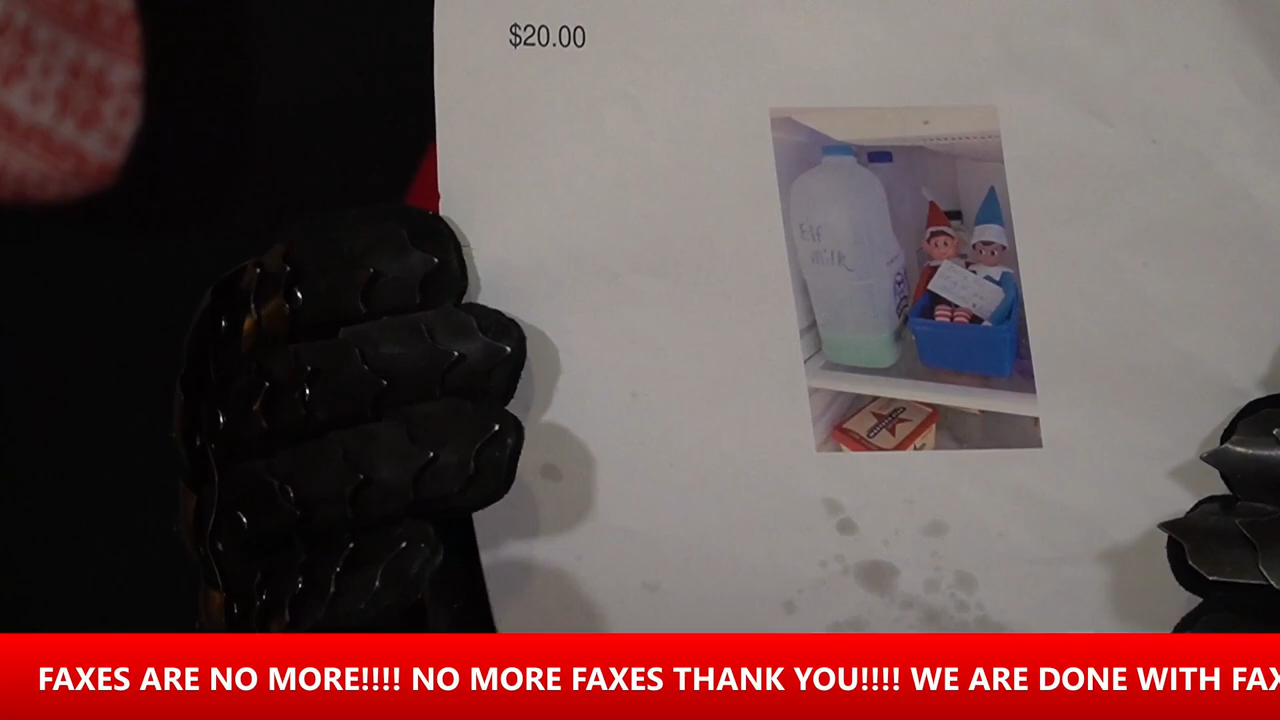 $20.00
Elf
milk
FAXES ARE NO MORE!!!! NO MORE FAXES THANK YOU!!!! WE ARE DONE WITH FAX